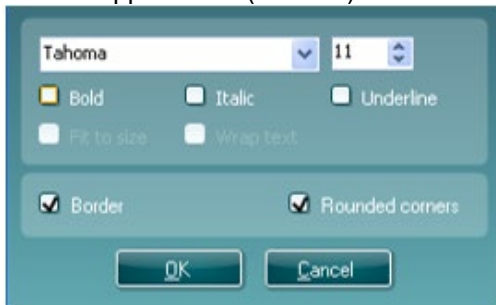 Tahoma 11
Bold Italic Underline
Fit to size Wrap text
Border Rounded corners
OK Cancel